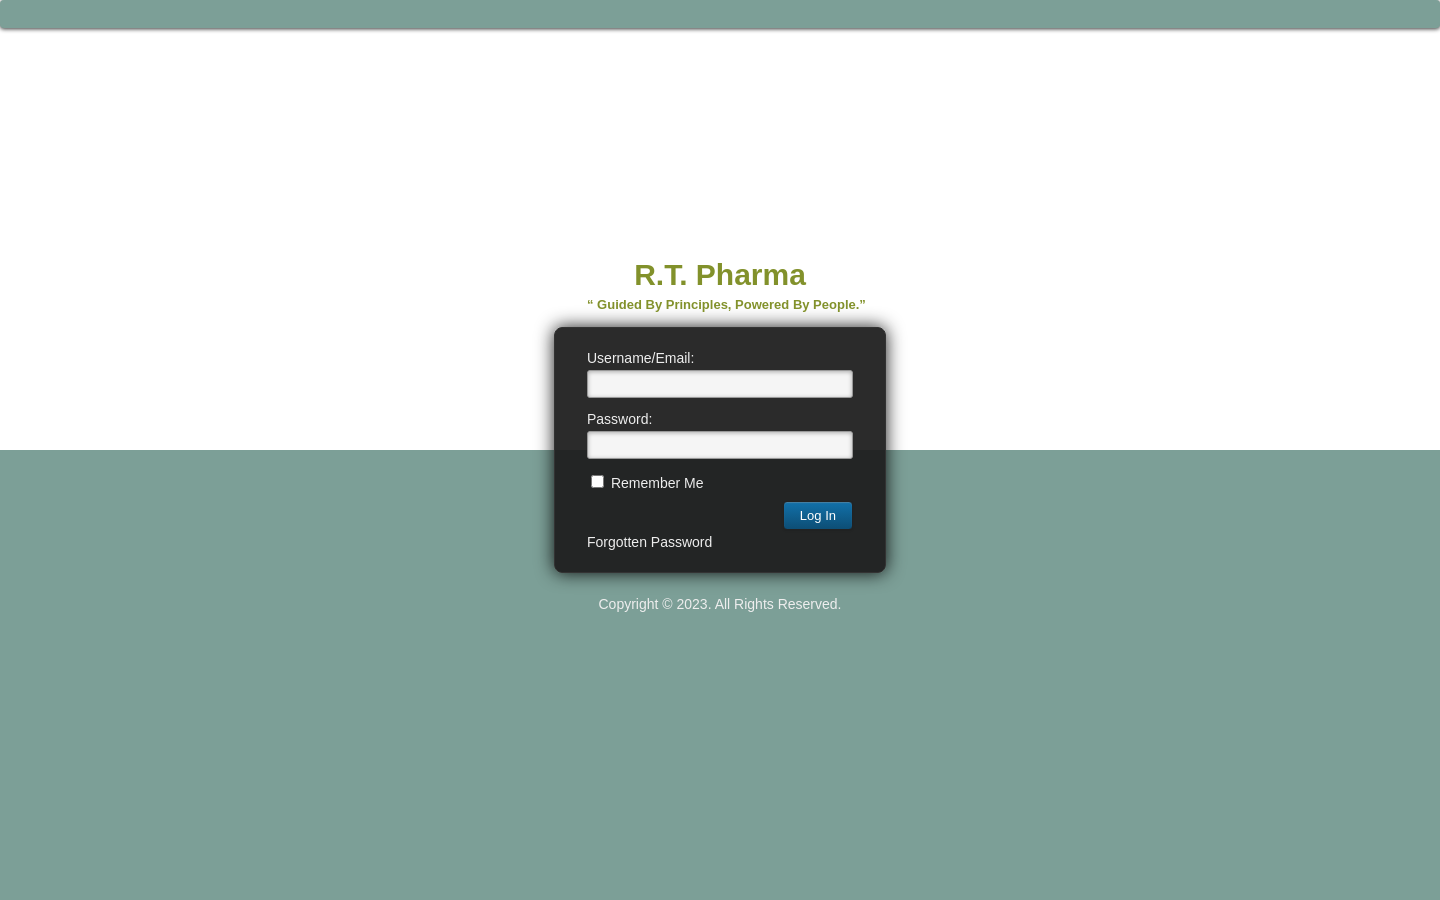 R.T. Pharma
“ Guided By Principles, Powered By People.”
Username/Email:
Password:
Remember Me
Log In
Forgotten Password
Copyright © 2023. All Rights Reserved.